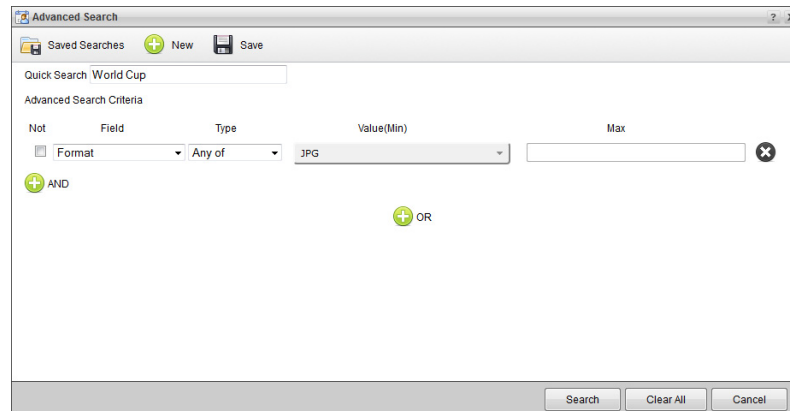 Advanced Search ?
Saved Searches New Save
Quick Search World Cup
Advanced Search Criteria
Not Field Type Value(Min) Max
Format Any of JPG
AND
OR
Search Clear All Cancel